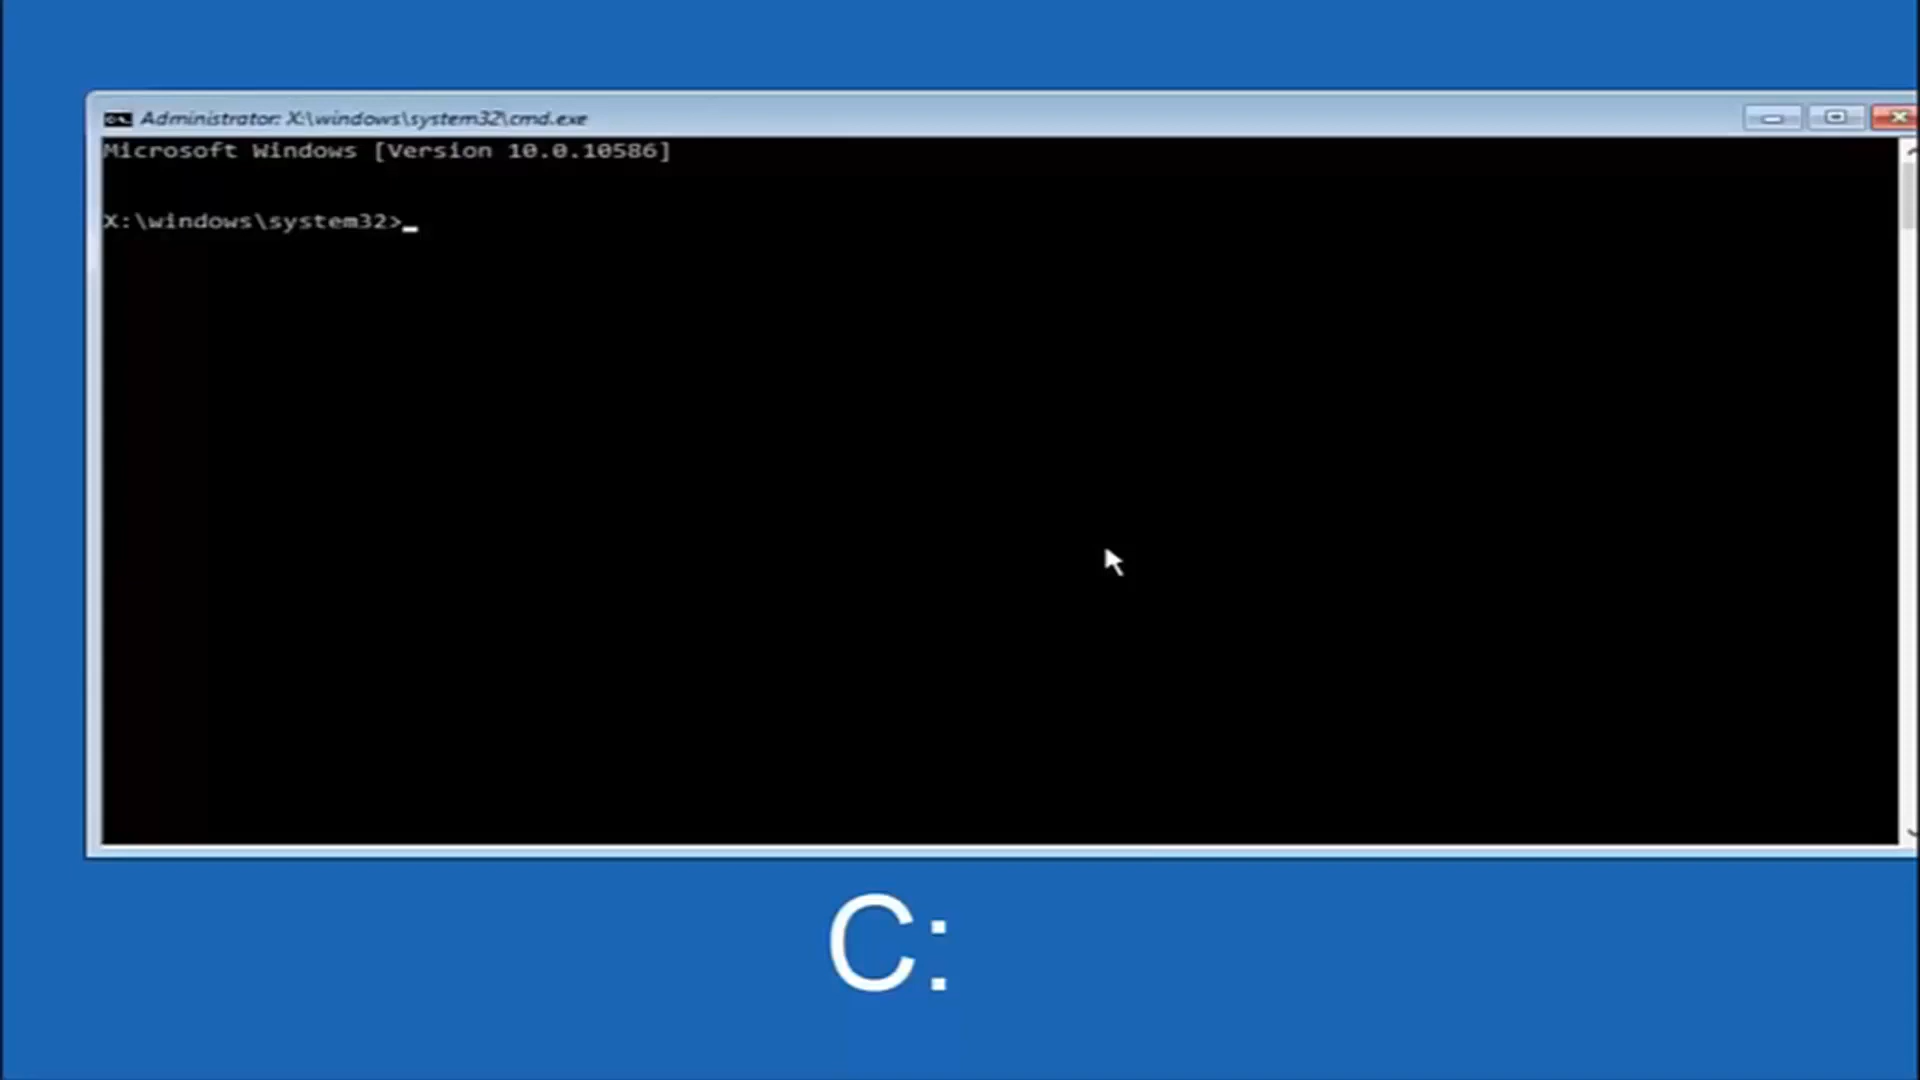 Administrator: X:\windows\system32\cmd.exe
Microsoft Windows [Version 10.0.10586]
X:\windows\system32>
C: